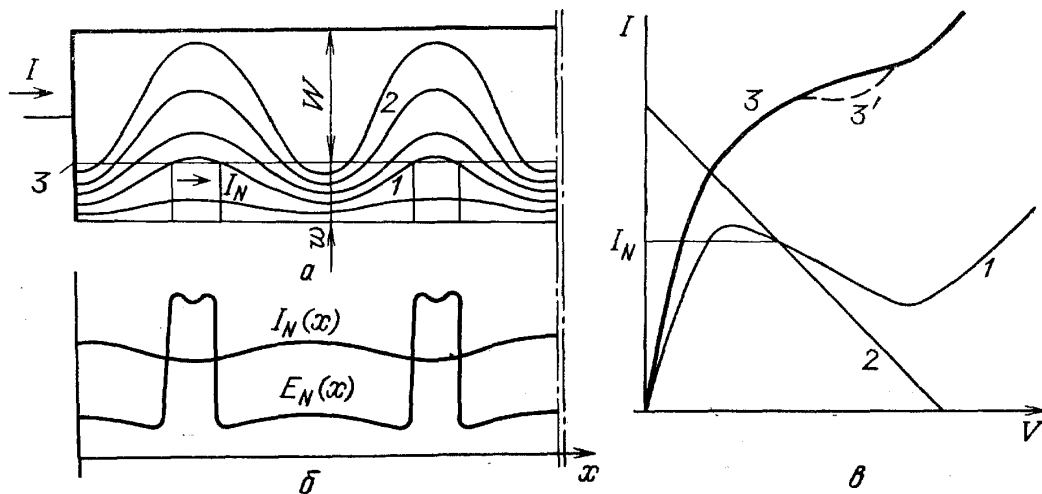 I
W
2
3
I_N
1
w
а
I_N(x)
E_N(x)
x
б
I
3
3'
I_N
1
2
V
в